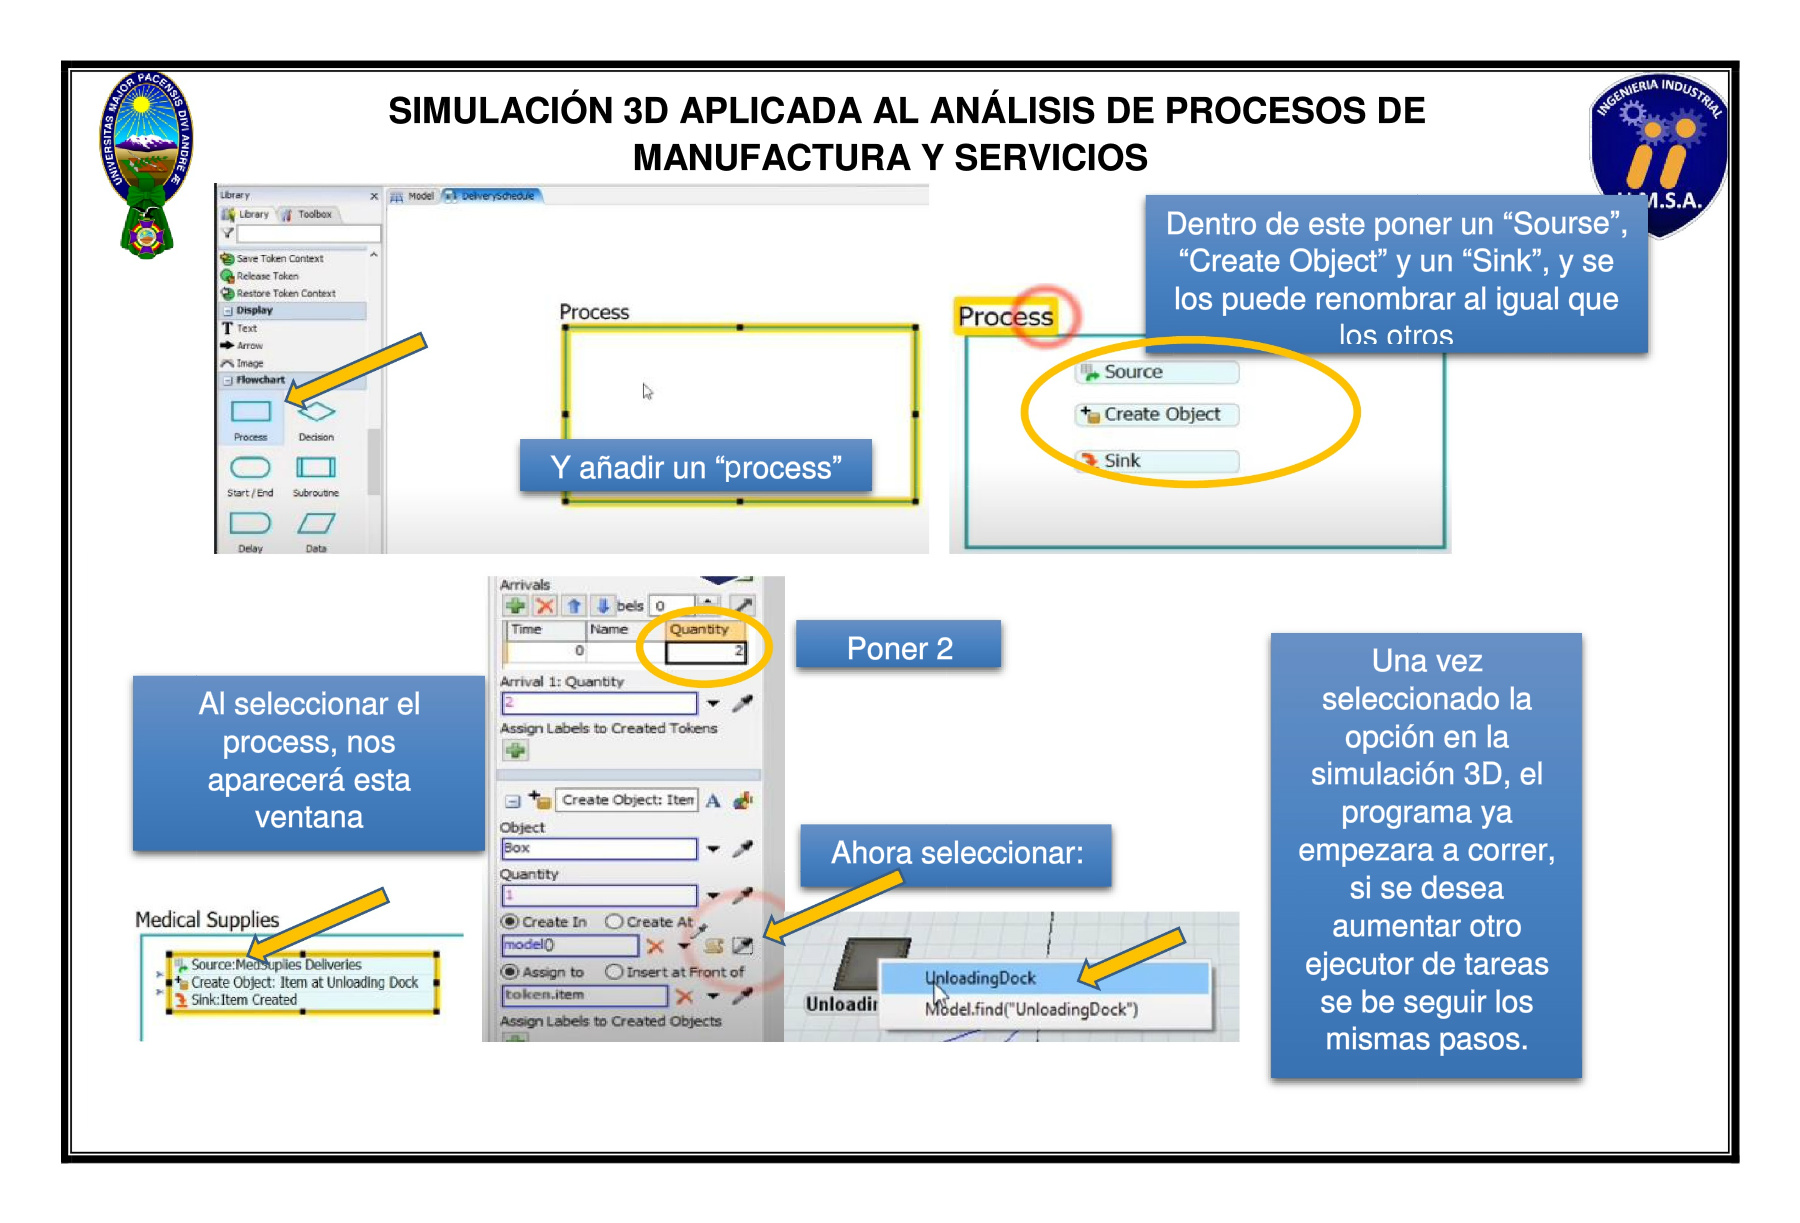 SIMULACIÓN 3D APLICADA AL ANÁLISIS DE PROCESOS DE
MANUFACTURA Y SERVICIOS
UNIVERSITAS MAJOR PACENSIS DIVI ANDREÆ
INGENIERIA INDUSTRIAL
M.S.A.
Library
x
Library
Toolbox
Save Token Context
Release Token
Restore Token Context
Display
T Text
Arrow
Image
Flowchart
Process
Decision
Start / End
Subroutine
Delay
Data
Model
DeliverySchedule
Process
Y añadir un “process”
Dentro de este poner un “Sourse”,
“Create Object” y un “Sink”, y se
los puede renombrar al igual que
los otros
Process
Source
Create Object
Sink
Al seleccionar el
process, nos
aparecerá esta
ventana
Medical Supplies
Source:MedSuplies Deliveries
Create Object: Item at Unloading Dock
Sink:Item Created
Arrivals
bels 0
Time Name Quantity
0 2
Arrival 1: Quantity
2
Assign Labels to Created Tokens
Create Object: Iten A
Object
Box
Quantity
1
Create In Create At
model()
Assign to Insert at Front of
token.item
Assign Labels to Created Objects
Poner 2
Ahora seleccionar:
Unloadin
UnloadingDock
Model.find("UnloadingDock")
Una vez
seleccionado la
opción en la
simulación 3D, el
programa ya
empezara a correr,
si se desea
aumentar otro
ejecutor de tareas
se be seguir los
mismas pasos.